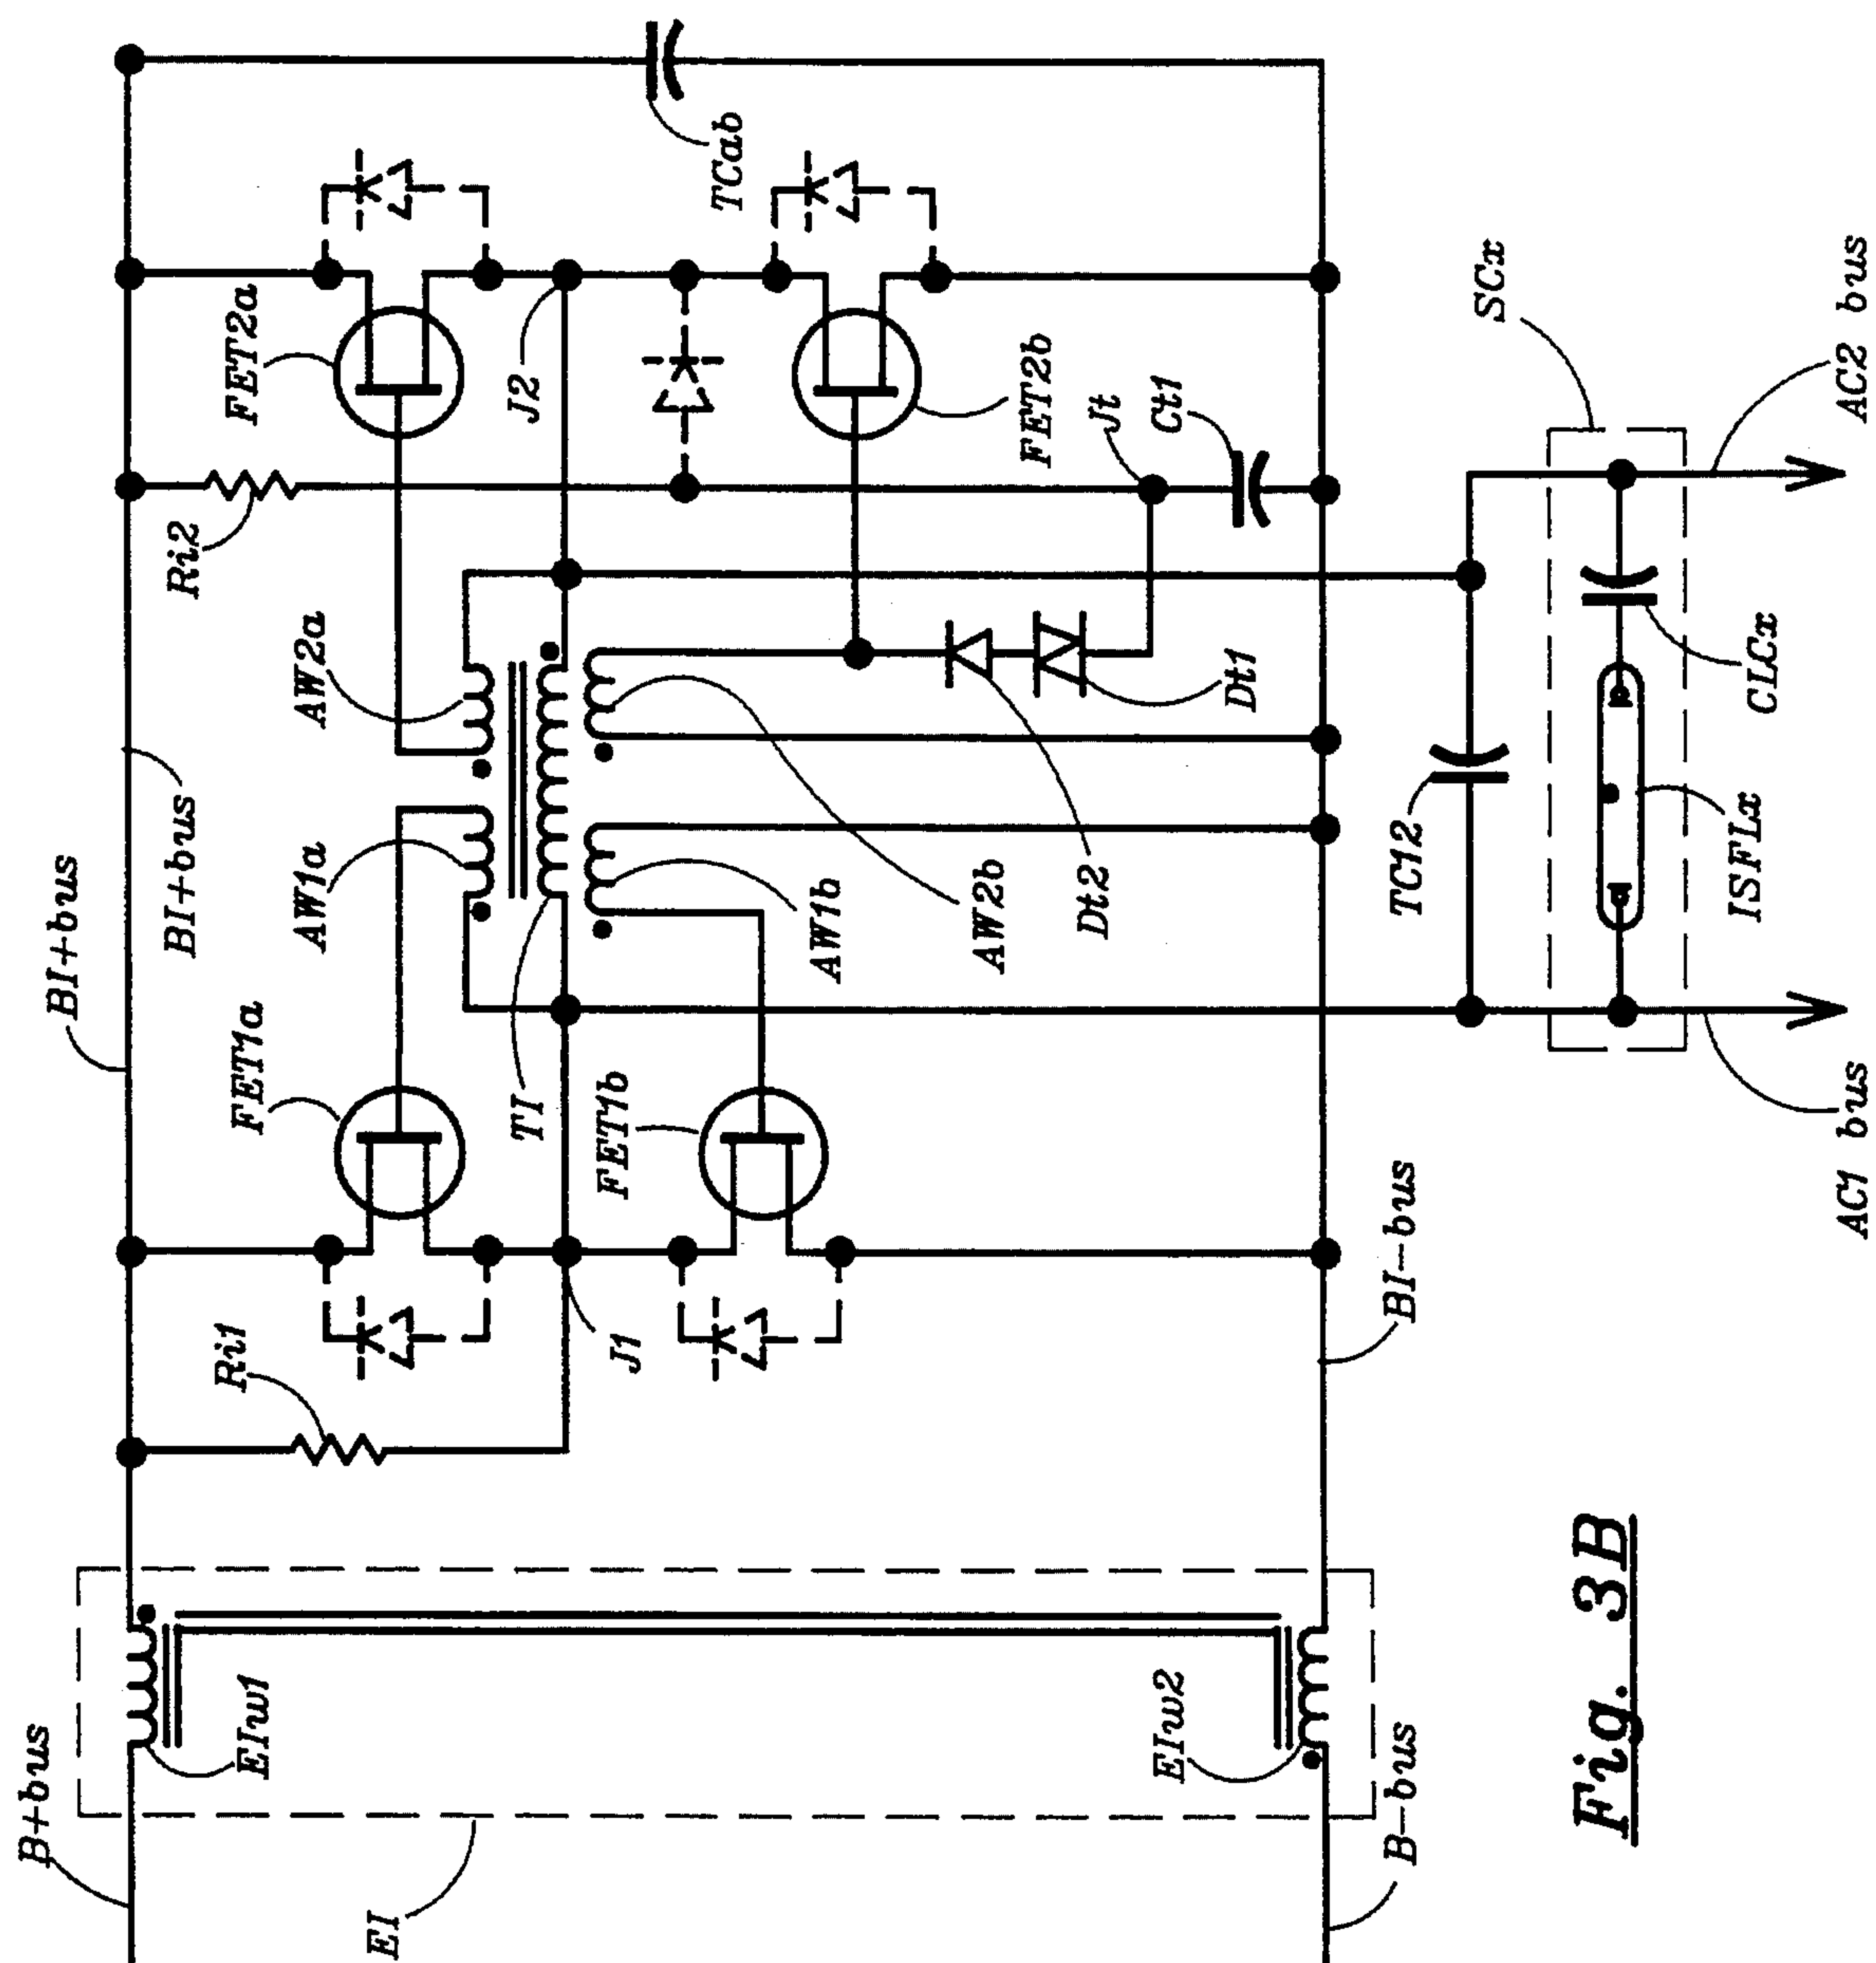 B+bus
EIw1
EI
EIw2
B-bus
BI+bus
BI+bus
Ri1
FET1a
J1
TI
FET1b
BI-bus
AW1a
AW2a
AW1b
AW2b
Dt2
Dt1
Ri2
FET2a
J2
FET2b
Jt
Ct1
TCab
TC12
ISFLx
CLCx
SCx
AC1 bus
AC2 bus
Fig. 3B